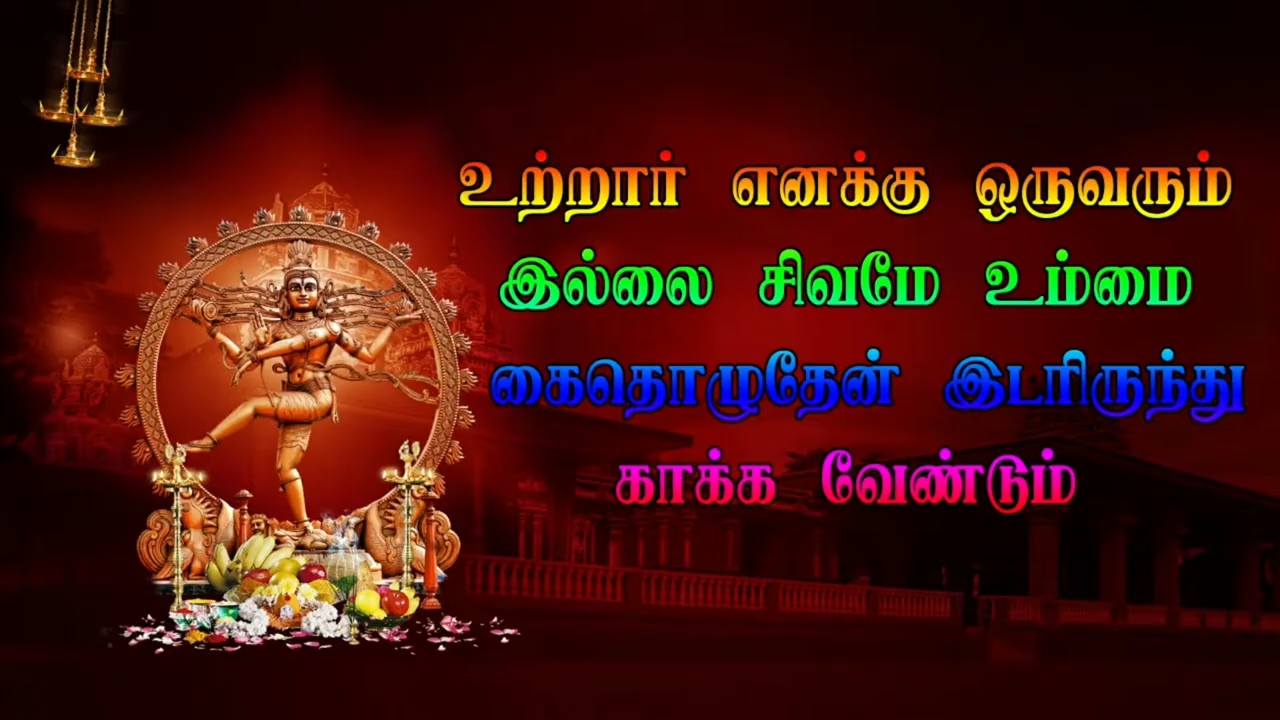 உற்றார் எனக்கு ஒருவரும்
இல்லை சிவமே உம்மை
கைதொழுதேன் இடரிருந்து
காக்க வேண்டும்